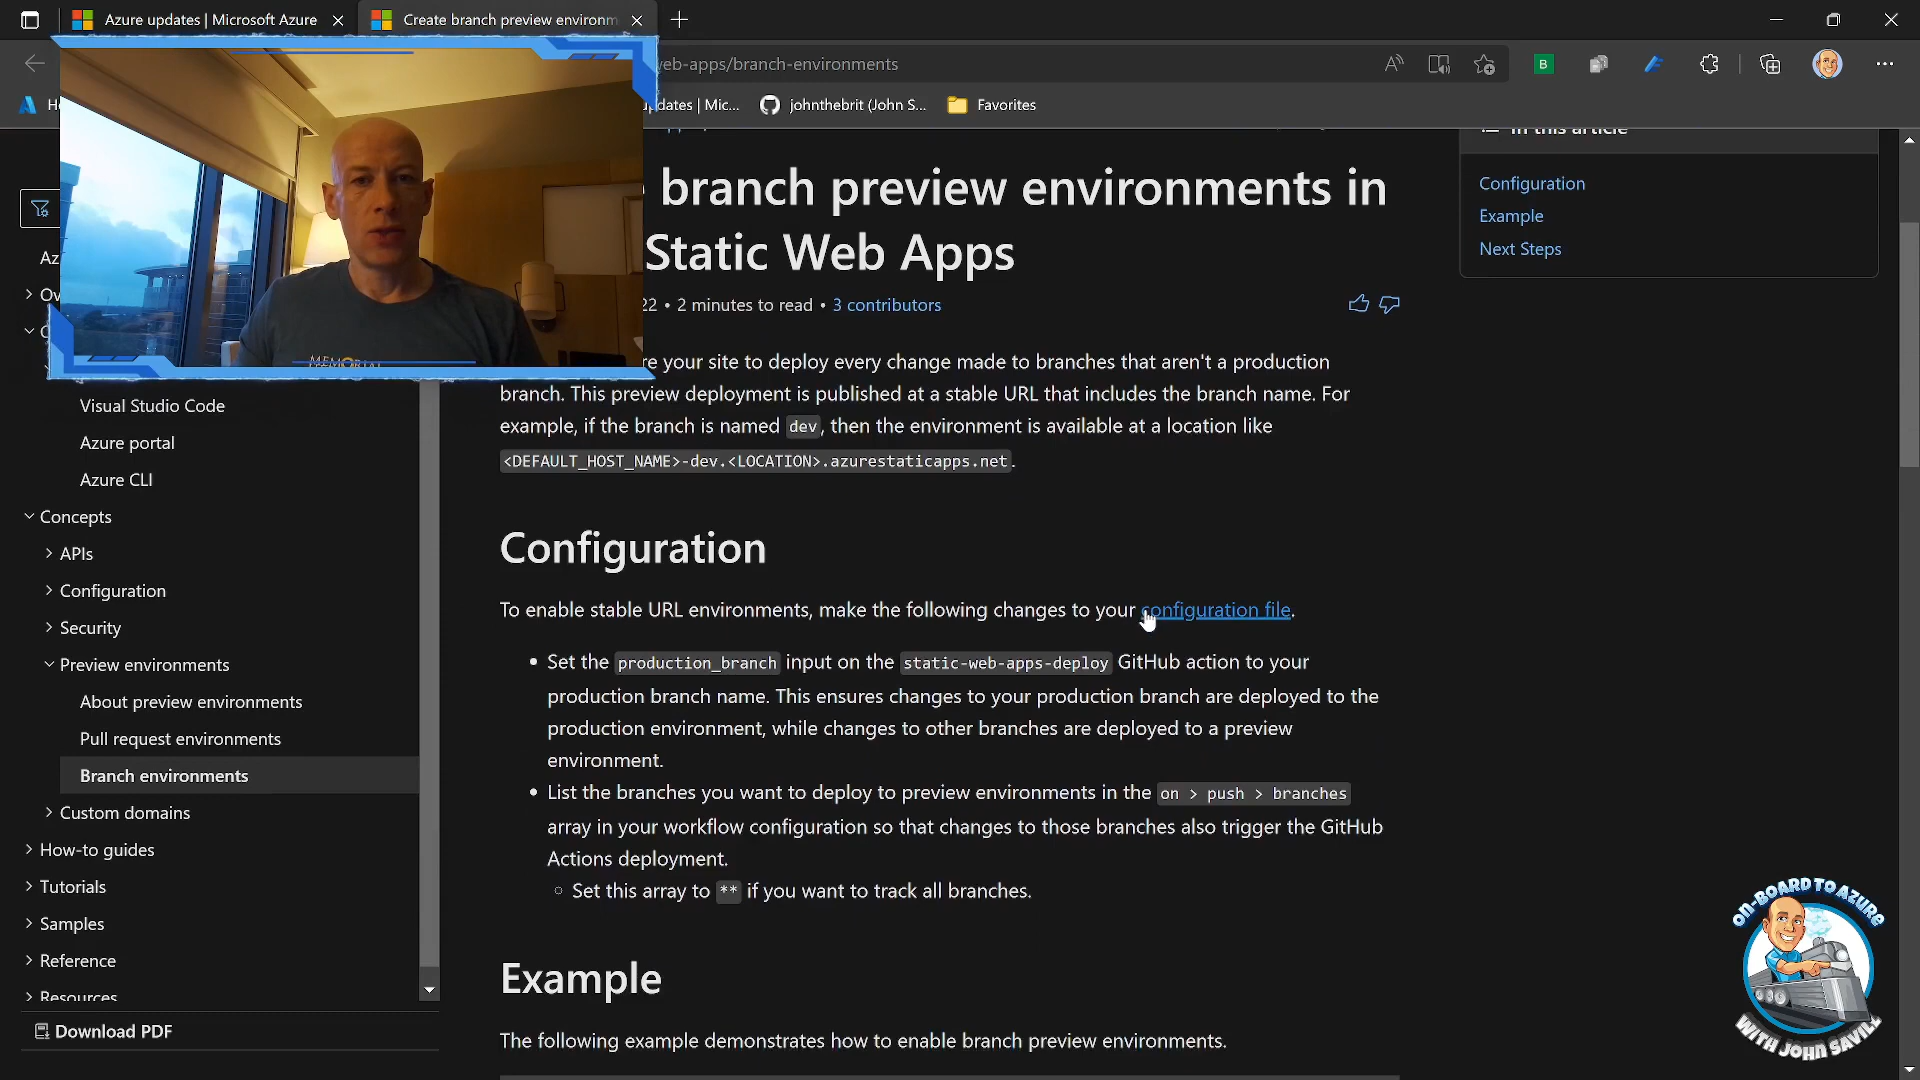 Azure updates | Microsoft Azure
Create branch preview environm
web-apps/branch-environments
pdates | Mic...
johnthebrit (John S...
Favorites
B
In this article
Configuration
Example
Next Steps
branch preview environments in
Static Web Apps
22 • 2 minutes to read • 3 contributors
re your site to deploy every change made to branches that aren't a production
branch. This preview deployment is published at a stable URL that includes the branch name. For
example, if the branch is named dev, then the environment is available at a location like
<DEFAULT_HOST_NAME>-dev.<LOCATION>.azurestaticapps.net.
Configuration
To enable stable URL environments, make the following changes to your configuration file.
• Set the production_branch input on the static-web-apps-deploy GitHub action to your
production branch name. This ensures changes to your production branch are deployed to the
production environment, while changes to other branches are deployed to a preview
environment.
• List the branches you want to deploy to preview environments in the on > push > branches
array in your workflow configuration so that changes to those branches also trigger the GitHub
Actions deployment.
○ Set this array to ** if you want to track all branches.
Example
The following example demonstrates how to enable branch preview environments.
Az
Ov
Visual Studio Code
Azure portal
Azure CLI
Concepts
APIs
Configuration
Security
Preview environments
About preview environments
Pull request environments
Branch environments
Custom domains
How-to guides
Tutorials
Samples
Reference
Resources
Download PDF
MEMORIAL
ON-BOARD TO AZURE
WITH JOHN SAVILL